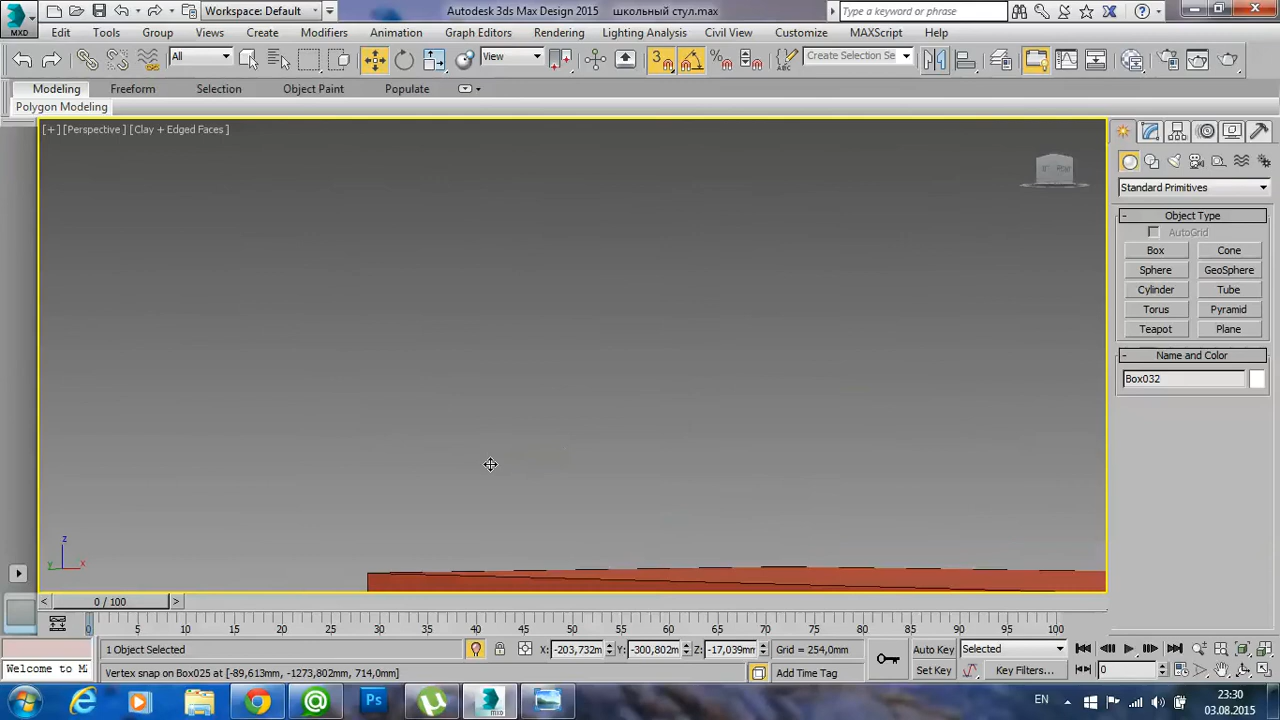 MXD
Workspace: Default
Autodesk 3ds Max Design 2015
школьный стул.max
Type a keyword or phrase
Edit Tools Group Views Create Modifiers Animation Graph Editors Rendering Lighting Analysis Civil View Customize MAXScript Help
All
View
3
Create Selection Se
Modeling Freeform Selection Object Paint Populate
Polygon Modeling
[+] [Perspective] [Clay + Edged Faces]
Standard Primitives
- Object Type
AutoGrid
Box Cone
Sphere GeoSphere
Cylinder Tube
Torus Pyramid
Teapot Plane
- Name and Color
Box032
z
y x
< 0 / 100 >
0 5 10 15 20 25 30 35 40 45 50 55 60 65 70 75 80 85 90 95 100
1 Object Selected
X: -203,732m Y: -300,802m Z: -17,039mm Grid = 254,0mm
Auto Key Selected
Welcome to Ma
Vertex snap on Box025 at [-89,613mm, -1273,802mm, 714,0mm]
Add Time Tag
Set Key Key Filters...
0
Ps
MXD
EN
23:30
03.08.2015